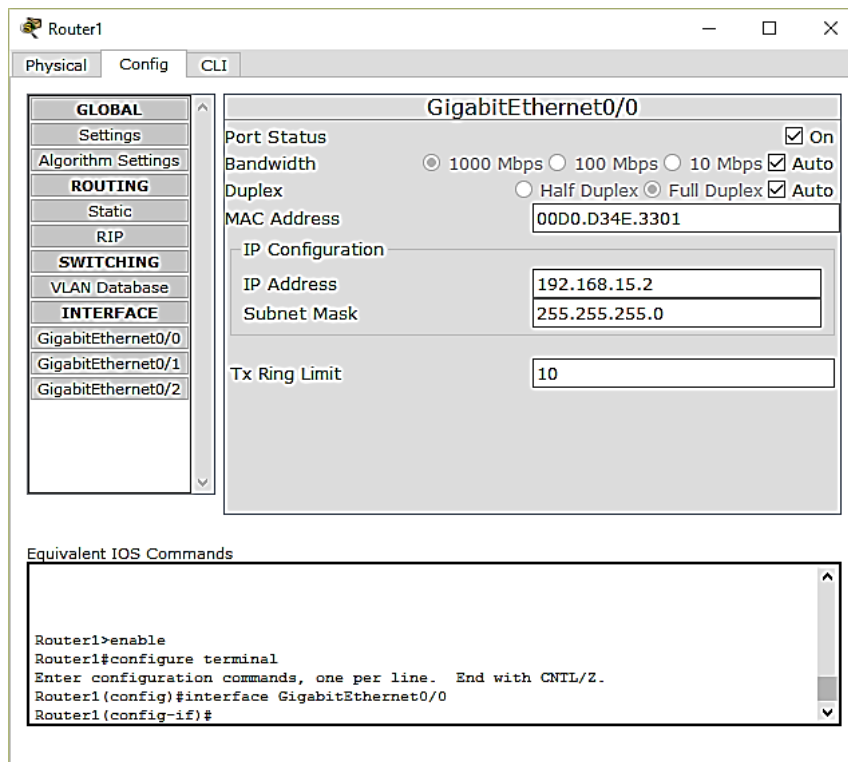 Router1
Physical Config CLI
GLOBAL
Settings
Algorithm Settings
ROUTING
Static
RIP
SWITCHING
VLAN Database
INTERFACE
GigabitEthernet0/0
GigabitEthernet0/1
GigabitEthernet0/2
GigabitEthernet0/0
Port Status On
Bandwidth 1000 Mbps 100 Mbps 10 Mbps Auto
Duplex Half Duplex Full Duplex Auto
MAC Address 00D0.D34E.3301
IP Configuration
IP Address 192.168.15.2
Subnet Mask 255.255.255.0
Tx Ring Limit 10
Equivalent IOS Commands
Router1>enable
Router1#configure terminal
Enter configuration commands, one per line. End with CNTL/Z.
Router1(config)#interface GigabitEthernet0/0
Router1(config-if)#